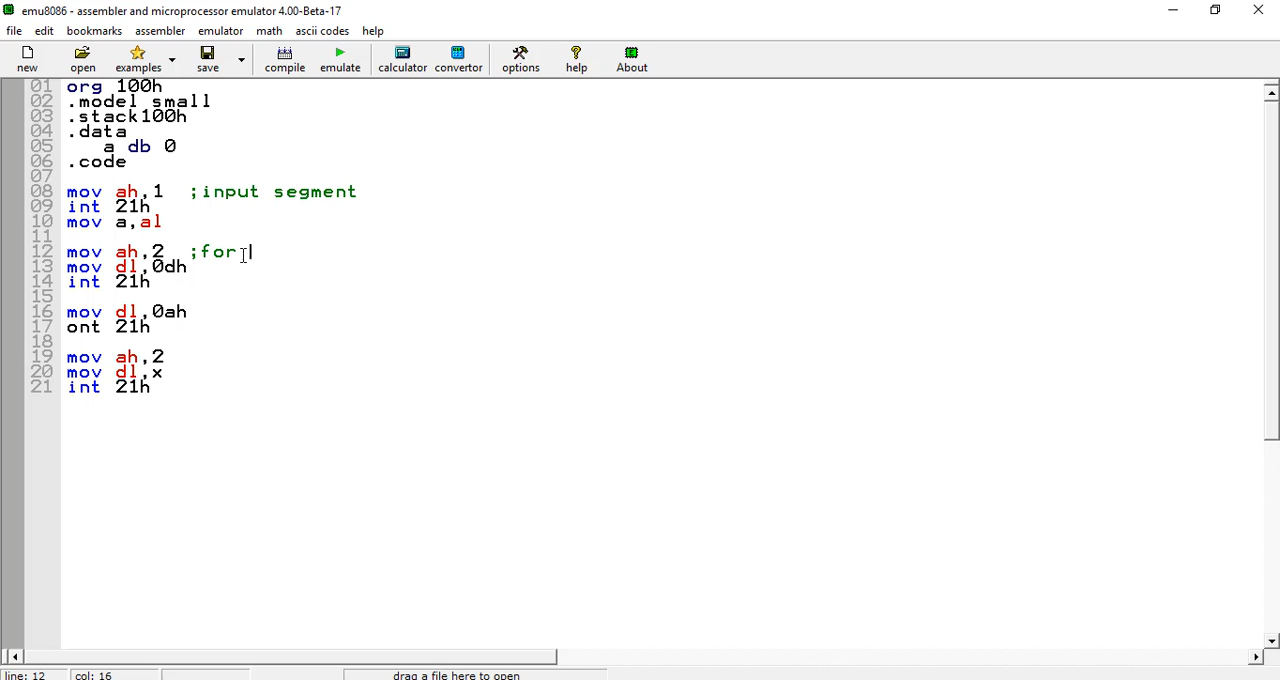 emu8086 - assembler and microprocessor emulator 4.00-Beta-17
file edit bookmarks assembler emulator math ascii codes help
new open examples save compile emulate calculator convertor options help About
01 org 100h
02 .model small
03 .stack100h
04 .data
05 a db 0
06 .code
07
08 mov ah,1 ;input segment
09 int 21h
10 mov a,al
11
12 mov ah,2 ;for
13 mov dl,0dh
14 int 21h
15
16 mov dl,0ah
17 ont 21h
18
19 mov ah,2
20 mov dl,x
21 int 21h
line: 12 col: 16 drag a file here to open